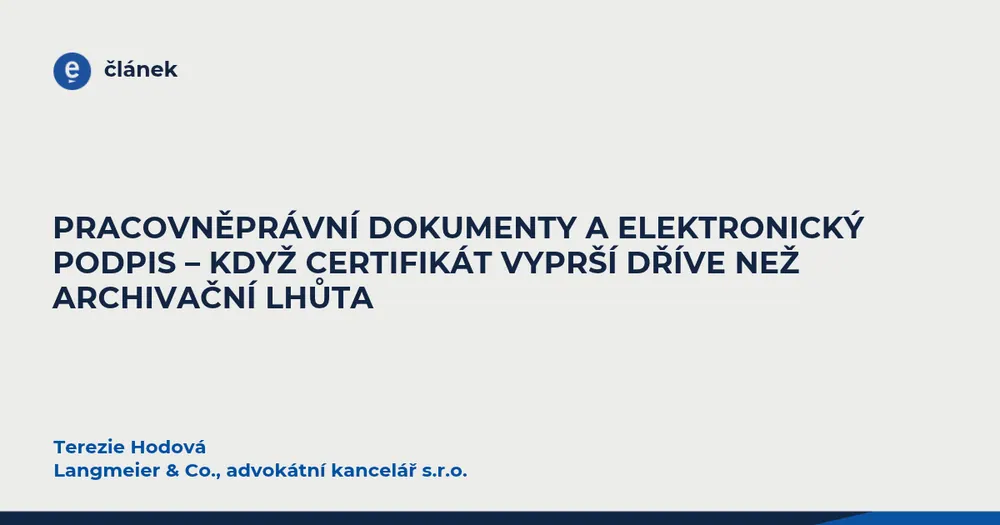 e článek
PRACOVNĚPRÁVNÍ DOKUMENTY A ELEKTRONICKÝ
PODPIS – KDYŽ CERTIFIKÁT VYPRŠÍ DŘÍVE NEŽ
ARCHIVAČNÍ LHŮTA
Terezie Hodová
Langmeier & Co., advokátní kancelář s.r.o.